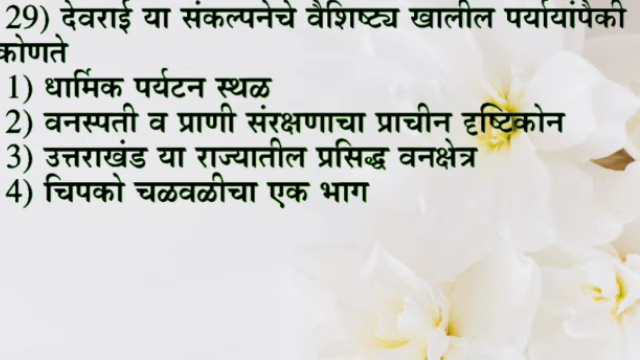 29) देवराई या संकल्पनेचे वैशिष्ट्य खालील पर्यायांपैकी
कोणते
1) धार्मिक पर्यटन स्थळ
2) वनस्पती व प्राणी संरक्षणाचा प्राचीन दृष्टिकोन
3) उत्तराखंड या राज्यातील प्रसिद्ध वनक्षेत्र
4) चिपको चळवळीचा एक भाग